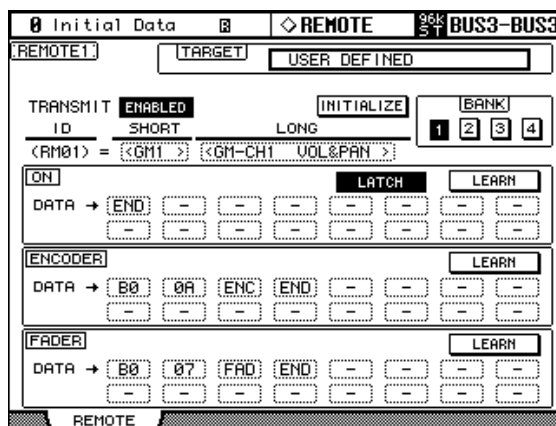 0 Initial Data R ◇REMOTE 96k ST BUS3-BUS3
REMOTE1 TARGET USER DEFINED
TRANSMIT ENABLED INITIALIZE BANK
ID SHORT LONG 1 2 3 4
(RM01) = <GM1 > <GM-CH1 VOL&PAN >
ON LATCH LEARN
DATA → END - - - - - - -
- - - - - - - -
ENCODER LEARN
DATA → B0 0A ENC END - - - -
- - - - - - - -
FADER LEARN
DATA → B0 07 FAD END - - - -
- - - - - - - -
REMOTE